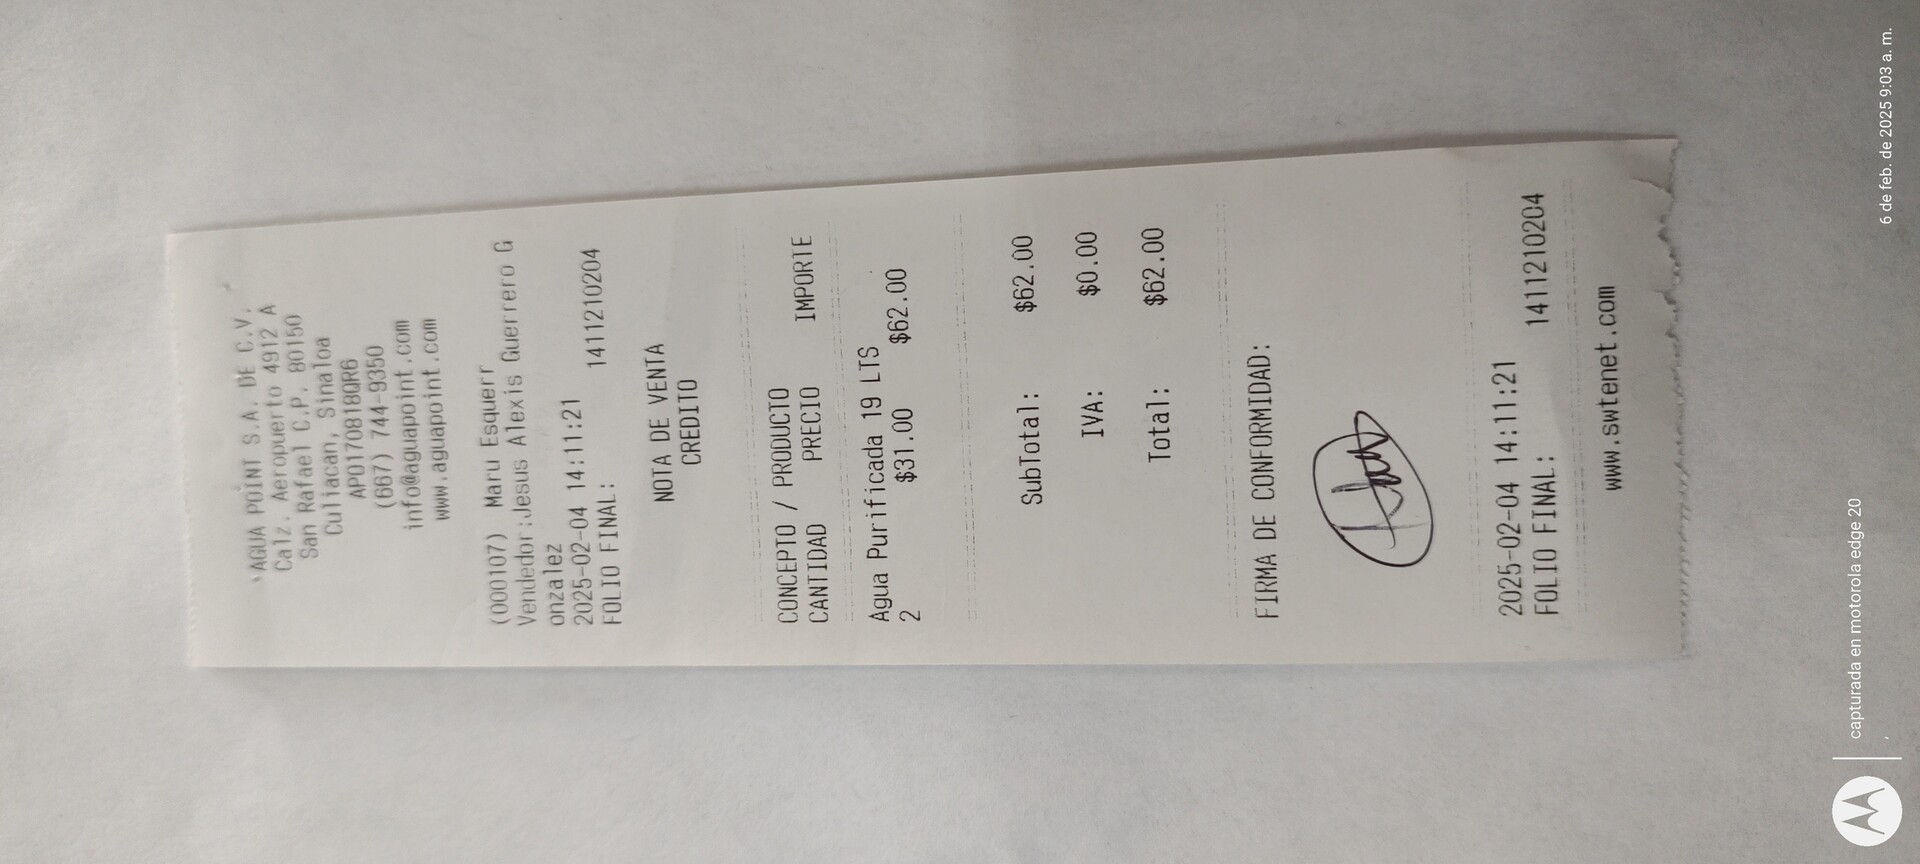 AGUA POINT S.A. DE C.V.
Calz. Aeropuerto 4912 A
San Rafael C.P. 80150
Culiacan, Sinaloa
APO170818QR6
(667) 744-9350
info@aguapoint.com
www.aguapoint.com
(000107) Maru Esquerr
Vendedor:Jesus Alexis Guerrero G
onzalez
2025-02-04 14:11:21
FOLIO FINAL: 1411210204
NOTA DE VENTA
CREDITO
CONCEPTO / PRODUCTO
CANTIDAD PRECIO IMPORTE
Agua Purificada 19 LTS
2 $31.00 $62.00
SubTotal: $62.00
IVA: $0.00
Total: $62.00
FIRMA DE CONFORMIDAD:
2025-02-04 14:11:21
FOLIO FINAL: 1411210204
www.swtenet.com
capturada en motorola edge 20
6 de feb. de 2025 9:03 a. m.